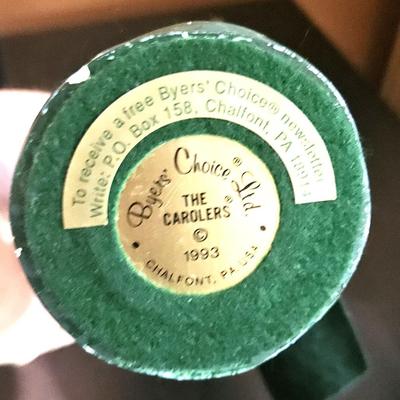 To receive a free Byers' Choice® newsletter
Write: P.O. Box 158, Chalfont, PA 18914
Byers' Choice Ltd.®
THE
CAROLERS®
©
• 1993 •
CHALFONT, PA USA